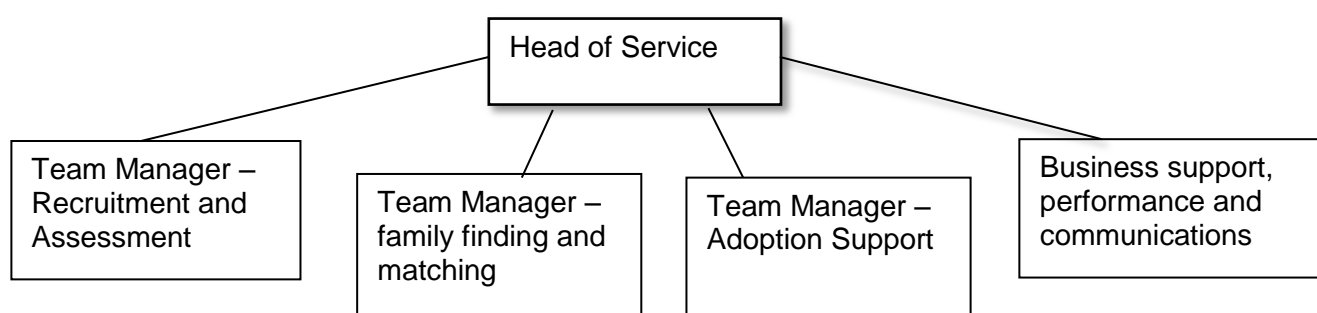 Head of Service
Team Manager –
Recruitment and
Assessment
Team Manager –
family finding and
matching
Team Manager –
Adoption Support
Business support,
performance and
communications